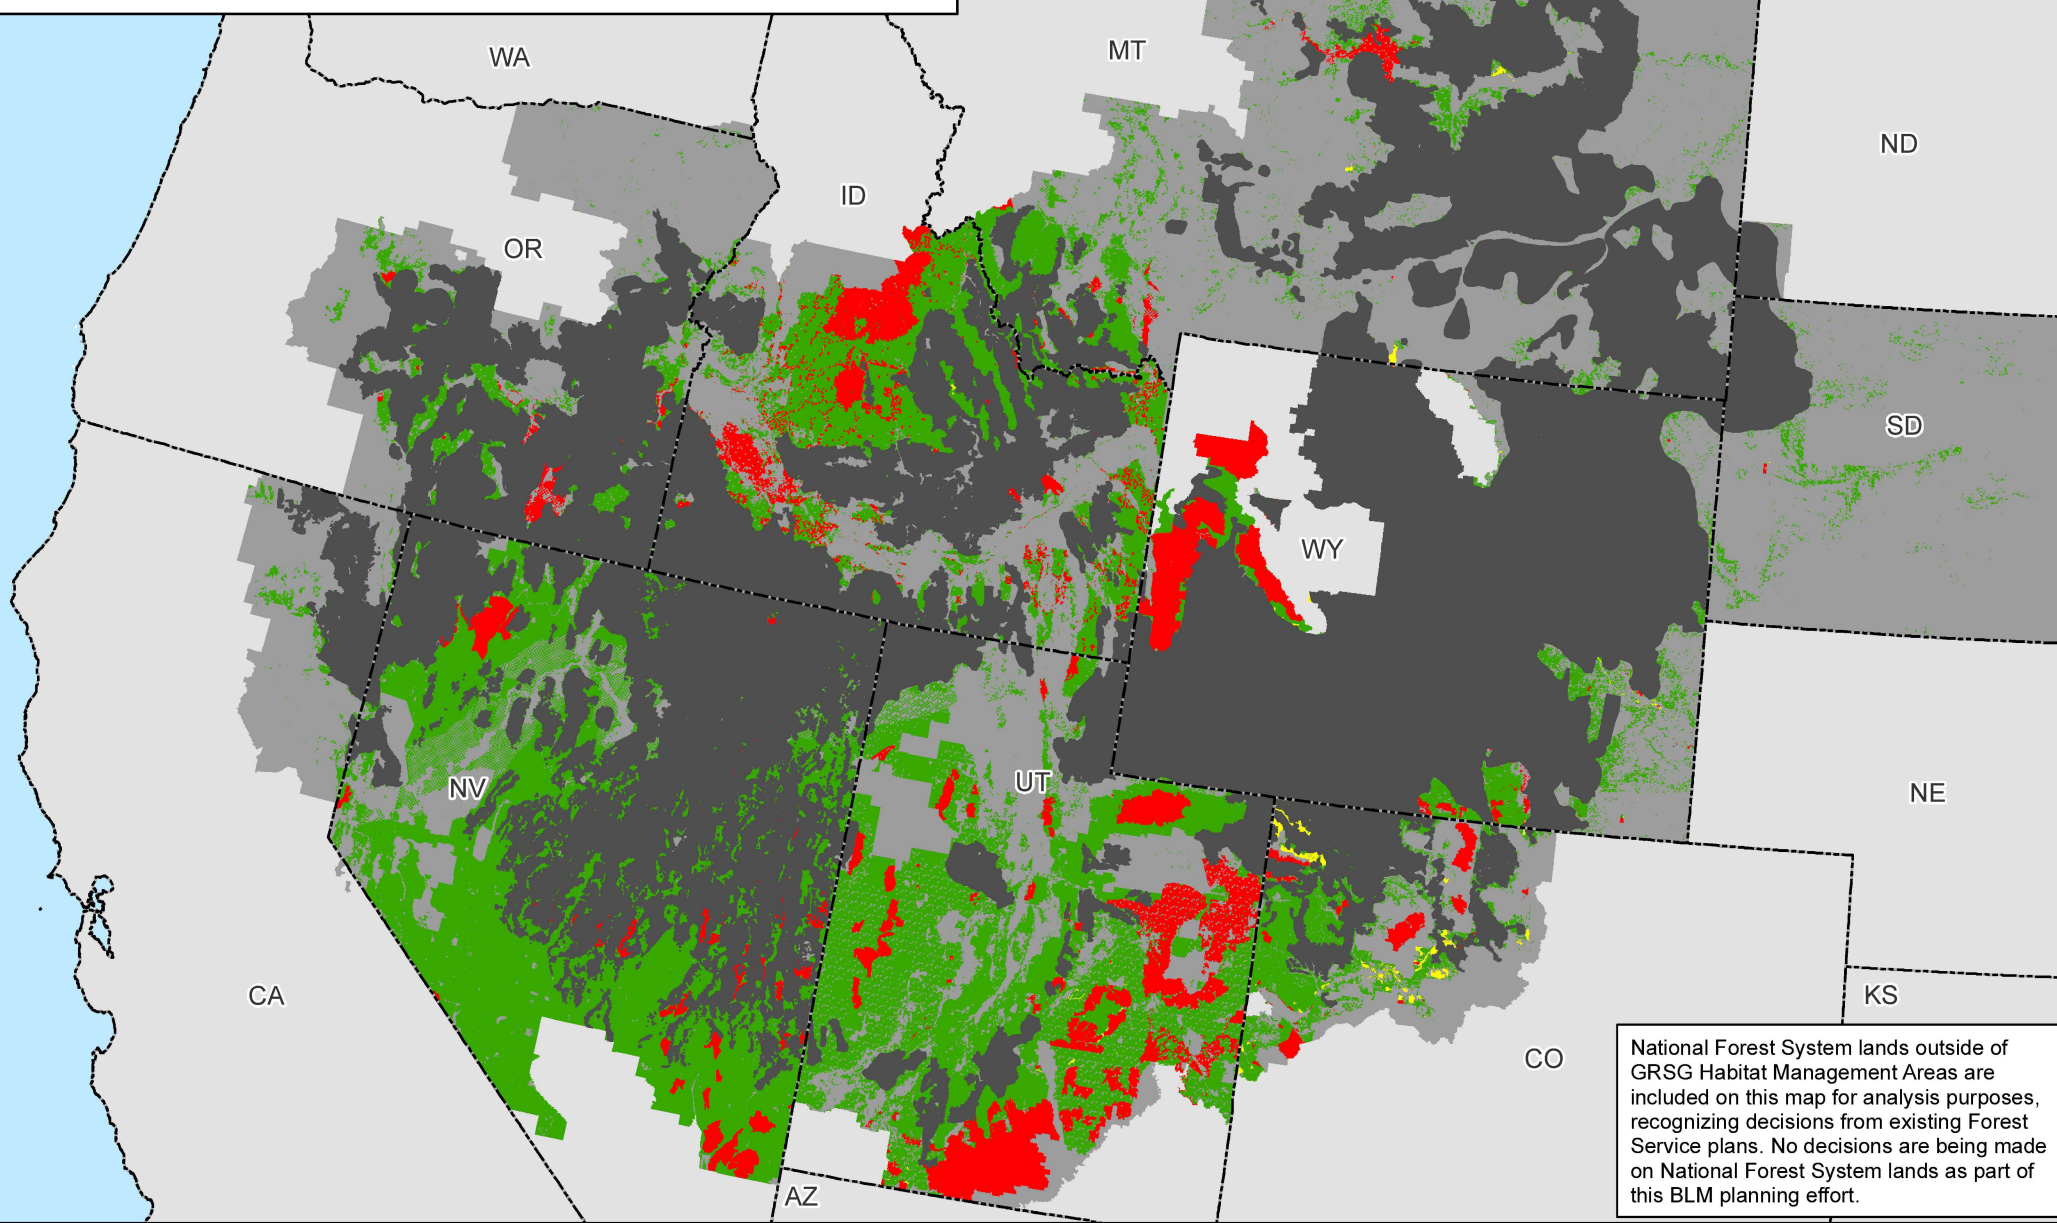 WA
MT
ND
ID
OR
SD
WY
NV
UT
NE
CA
KS
CO
AZ
National Forest System lands outside of
GRSG Habitat Management Areas are
included on this map for analysis purposes,
recognizing decisions from existing Forest
Service plans. No decisions are being made
on National Forest System lands as part of
this BLM planning effort.